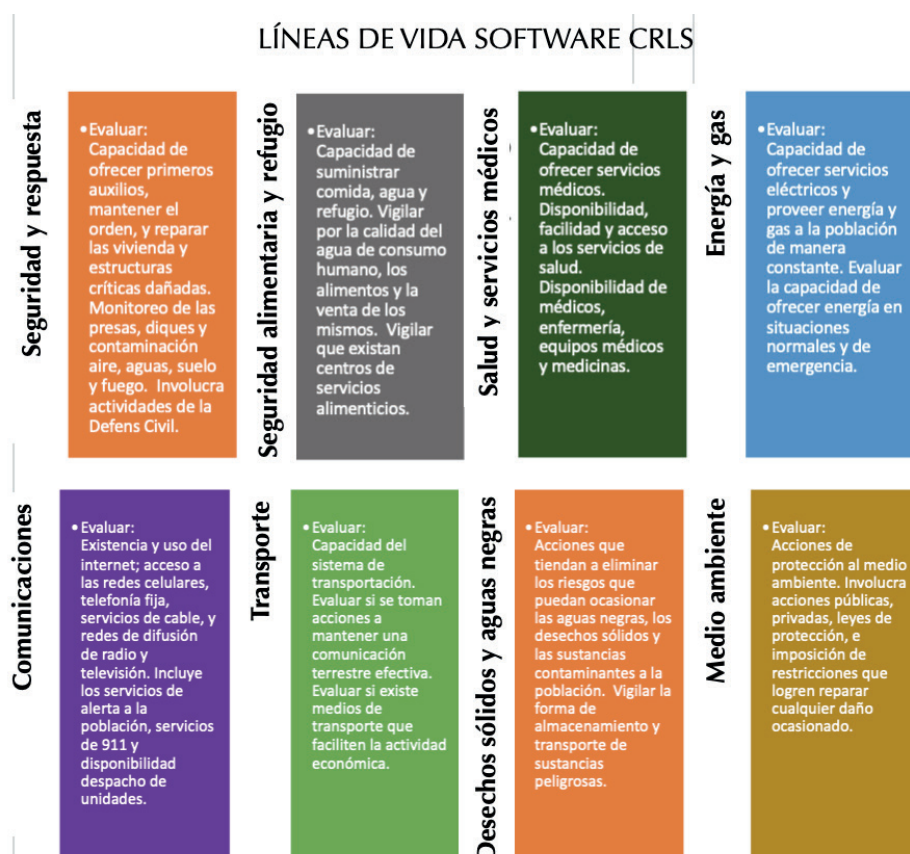 LÍNEAS DE VIDA SOFTWARE CRLS
Seguridad y respuesta
• Evaluar:
Capacidad de
ofrecer primeros
auxilios,
mantener el
orden, y reparar
las vivienda y
estructuras
críticas dañadas.
Monitoreo de las
presas, diques y
contaminación
aire, aguas, suelo
y fuego. Involucra
actividades de la
Defens Civil.
Seguridad alimentaria y refugio
• Evaluar:
Capacidad de
suministrar
comida, agua y
refugio. Vigilar
por la calidad del
agua de consumo
humano, los
alimentos y la
venta de los
mismos. Vigilar
que existan
centros de
servicios
alimenticios.
Salud y servicios médicos
• Evaluar:
Capacidad de
ofrecer servicios
médicos.
Disponibilidad,
facilidad y acceso
a los servicios de
salud.
Disponibilidad de
médicos,
enfermería,
equipos médicos
y medicinas.
Energía y gas
• Evaluar:
Capacidad de
ofrecer servicios
eléctricos y
proveer energía y
gas a la población
de manera
constante. Evaluar
la capacidad de
ofrecer energía en
situaciones
normales y de
emergencia.
Comunicaciones
• Evaluar:
Existencia y uso del
internet; acceso a
las redes celulares,
telefonía fija,
servicios de cable, y
redes de difusión
de radio y
televisión. Incluye
los servicios de
alerta a la
población, servicios
de 911 y
disponibilidad
despacho de
unidades.
Transporte
• Evaluar:
Capacidad del
sistema de
transportación.
Evaluar si se toman
acciones a
mantener una
comunicación
terrestre efectiva.
Evaluar si existe
medios de
transporte que
faciliten la actividad
económica.
Desechos sólidos y aguas negras
• Evaluar:
Acciones que
tiendan a eliminar
los riesgos que
puedan ocasionar
las aguas negras, los
desechos sólidos y
las sustancias
contaminantes a la
población. Vigilar la
forma de
almacenamiento y
transporte de
sustancias
peligrosas.
Medio ambiente
• Evaluar:
Acciones de
protección al medio
ambiente. Involucra
acciones públicas,
privadas, leyes de
protección, e
imposición de
restricciones que
logren reparar
cualquier daño
ocasionado.